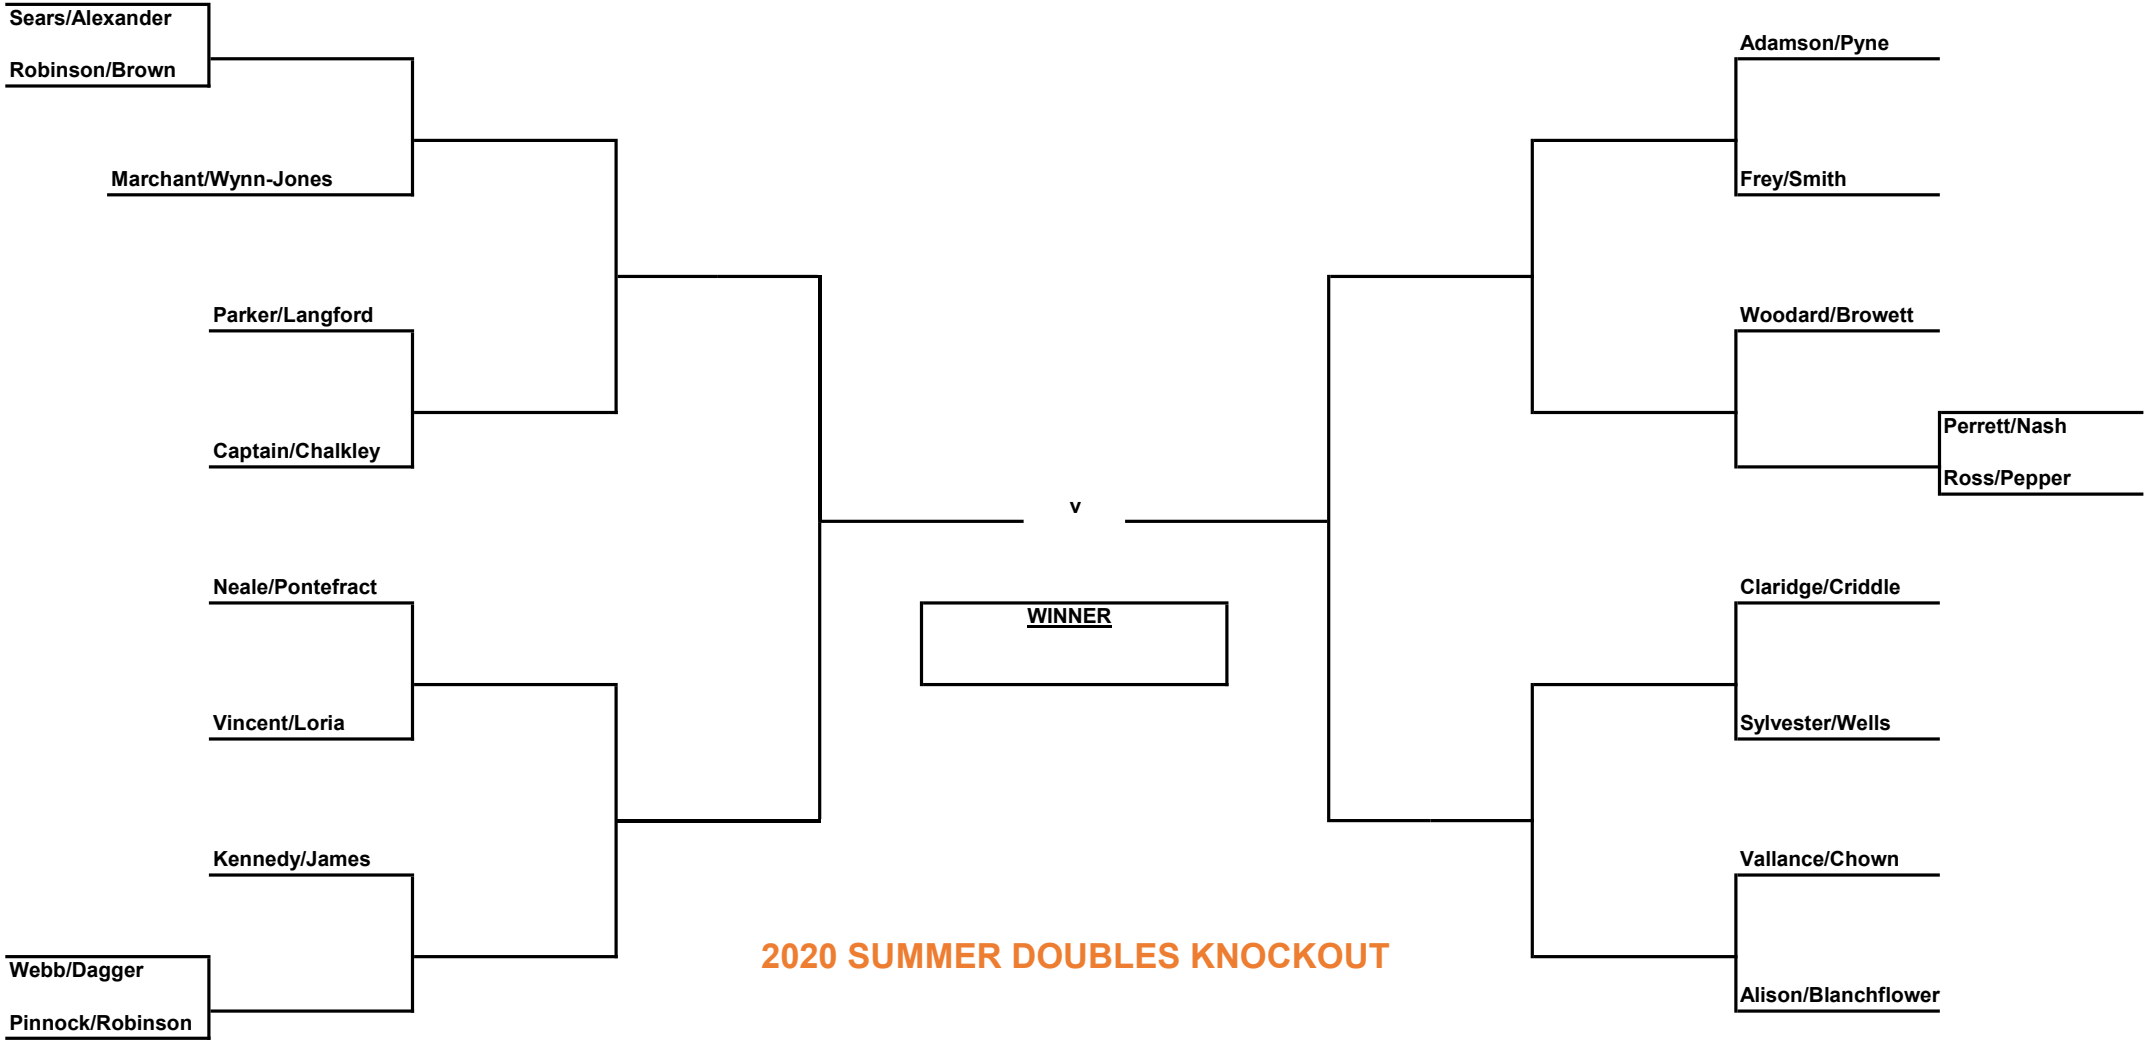 Sears/Alexander
Robinson/Brown
Marchant/Wynn-Jones
Parker/Langford
Captain/Chalkley
Neale/Pontefract
Vincent/Loria
Kennedy/James
Webb/Dagger
Pinnock/Robinson
v
WINNER
2020 SUMMER DOUBLES KNOCKOUT
Adamson/Pyne
Frey/Smith
Woodard/Browett
Perrett/Nash
Ross/Pepper
Claridge/Criddle
Sylvester/Wells
Vallance/Chown
Alison/Blanchflower